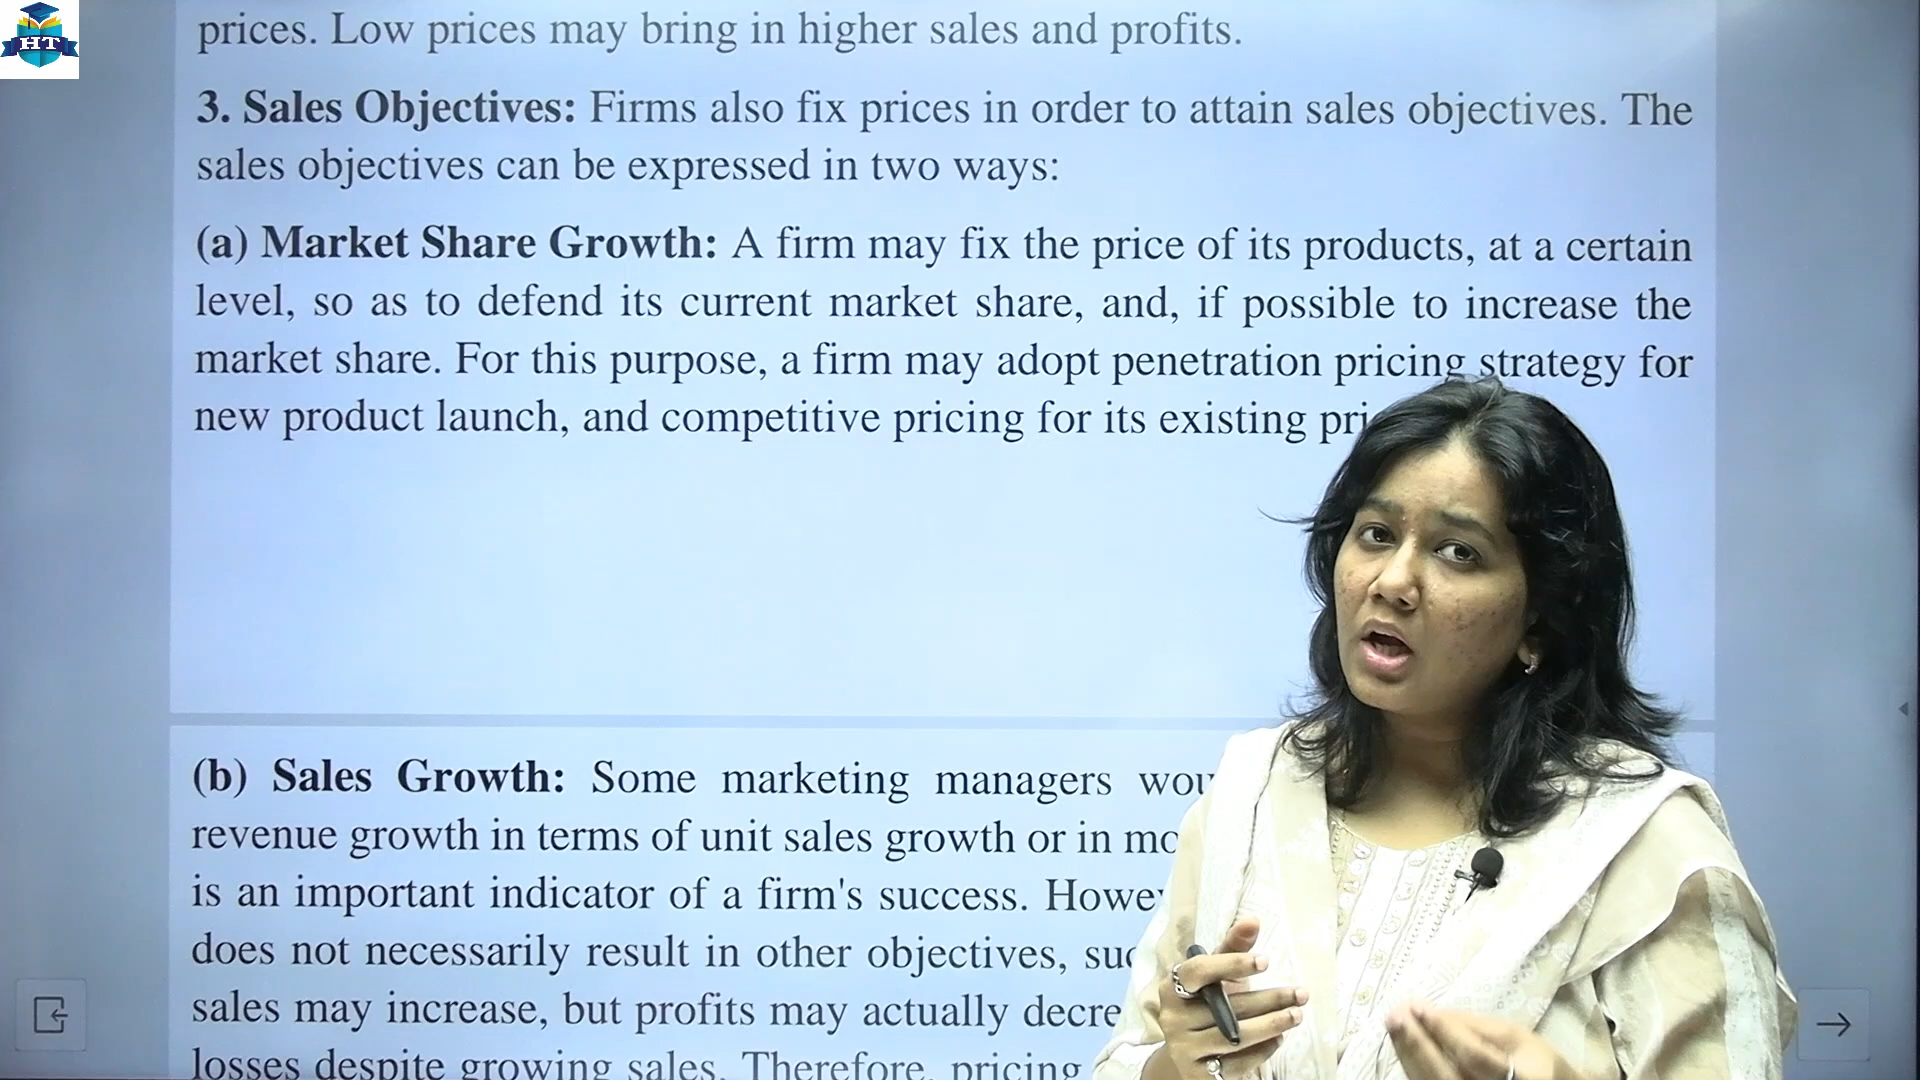 HT
prices. Low prices may bring in higher sales and profits.
3. Sales Objectives: Firms also fix prices in order to attain sales objectives. The
sales objectives can be expressed in two ways:
(a) Market Share Growth: A firm may fix the price of its products, at a certain
level, so as to defend its current market share, and, if possible to increase the
market share. For this purpose, a firm may adopt penetration pricing strategy for
new product launch, and competitive pricing for its existing
(b) Sales Growth: Some marketing managers
revenue growth in terms of unit sales growth or in
is an important indicator of a firm's success.
does not necessarily result in other objectives,
sales may increase, but profits may actually
losses despite growing sales. Therefore, pricing